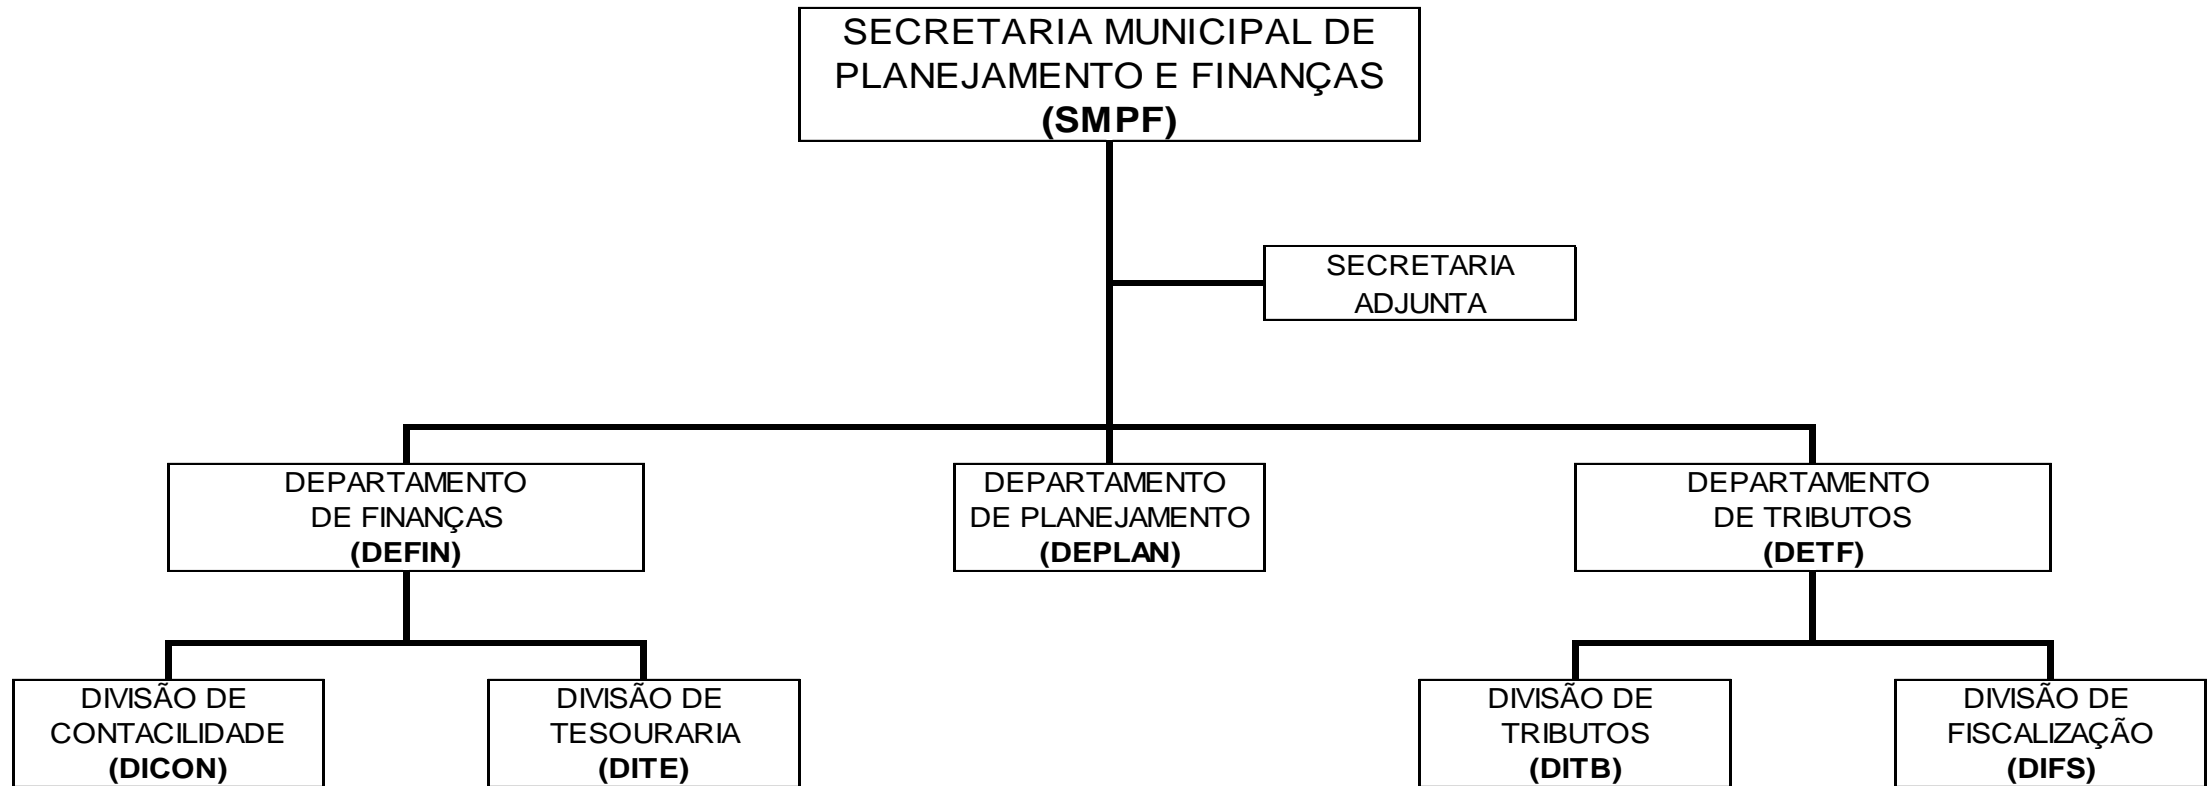 SECRETARIA MUNICIPAL DE
PLANEJAMENTO E FINANÇAS
(SMPF)
SECRETARIA
ADJUNTA
DEPARTAMENTO
DE FINANÇAS
(DEFIN)
DEPARTAMENTO
DE PLANEJAMENTO
(DEPLAN)
DEPARTAMENTO
DE TRIBUTOS
(DETF)
DIVISÃO DE
CONTACILIDADE
(DICON)
DIVISÃO DE
TESOURARIA
(DITE)
DIVISÃO DE
TRIBUTOS
(DITB)
DIVISÃO DE
FISCALIZAÇÃO
(DIFS)